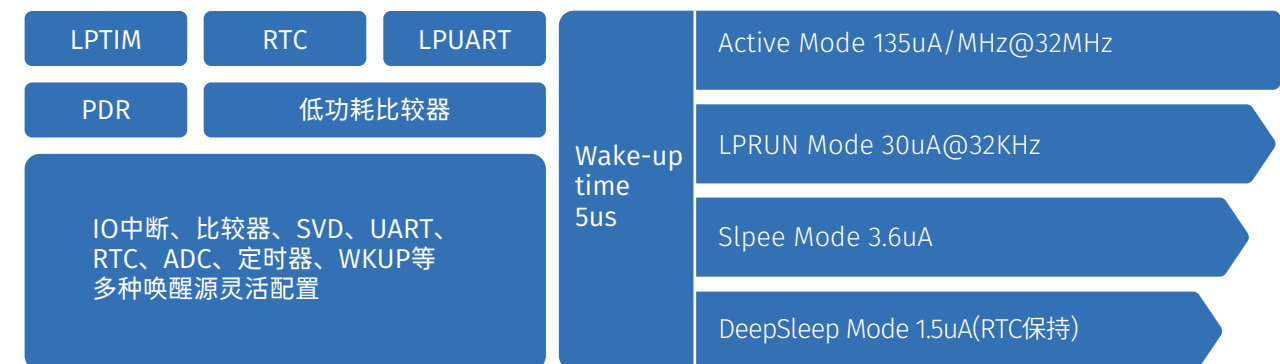 LPTIM
RTC
LPUART
PDR
低功耗比较器
IO中断、比较器、SVD、UART、
RTC、ADC、定时器、WKUP等
多种唤醒源灵活配置
Wake-up
time
5us
Active Mode 135uA/MHz@32MHz
LPRUN Mode 30uA@32KHz
Slpee Mode 3.6uA
DeepSleep Mode 1.5uA(RTC保持)